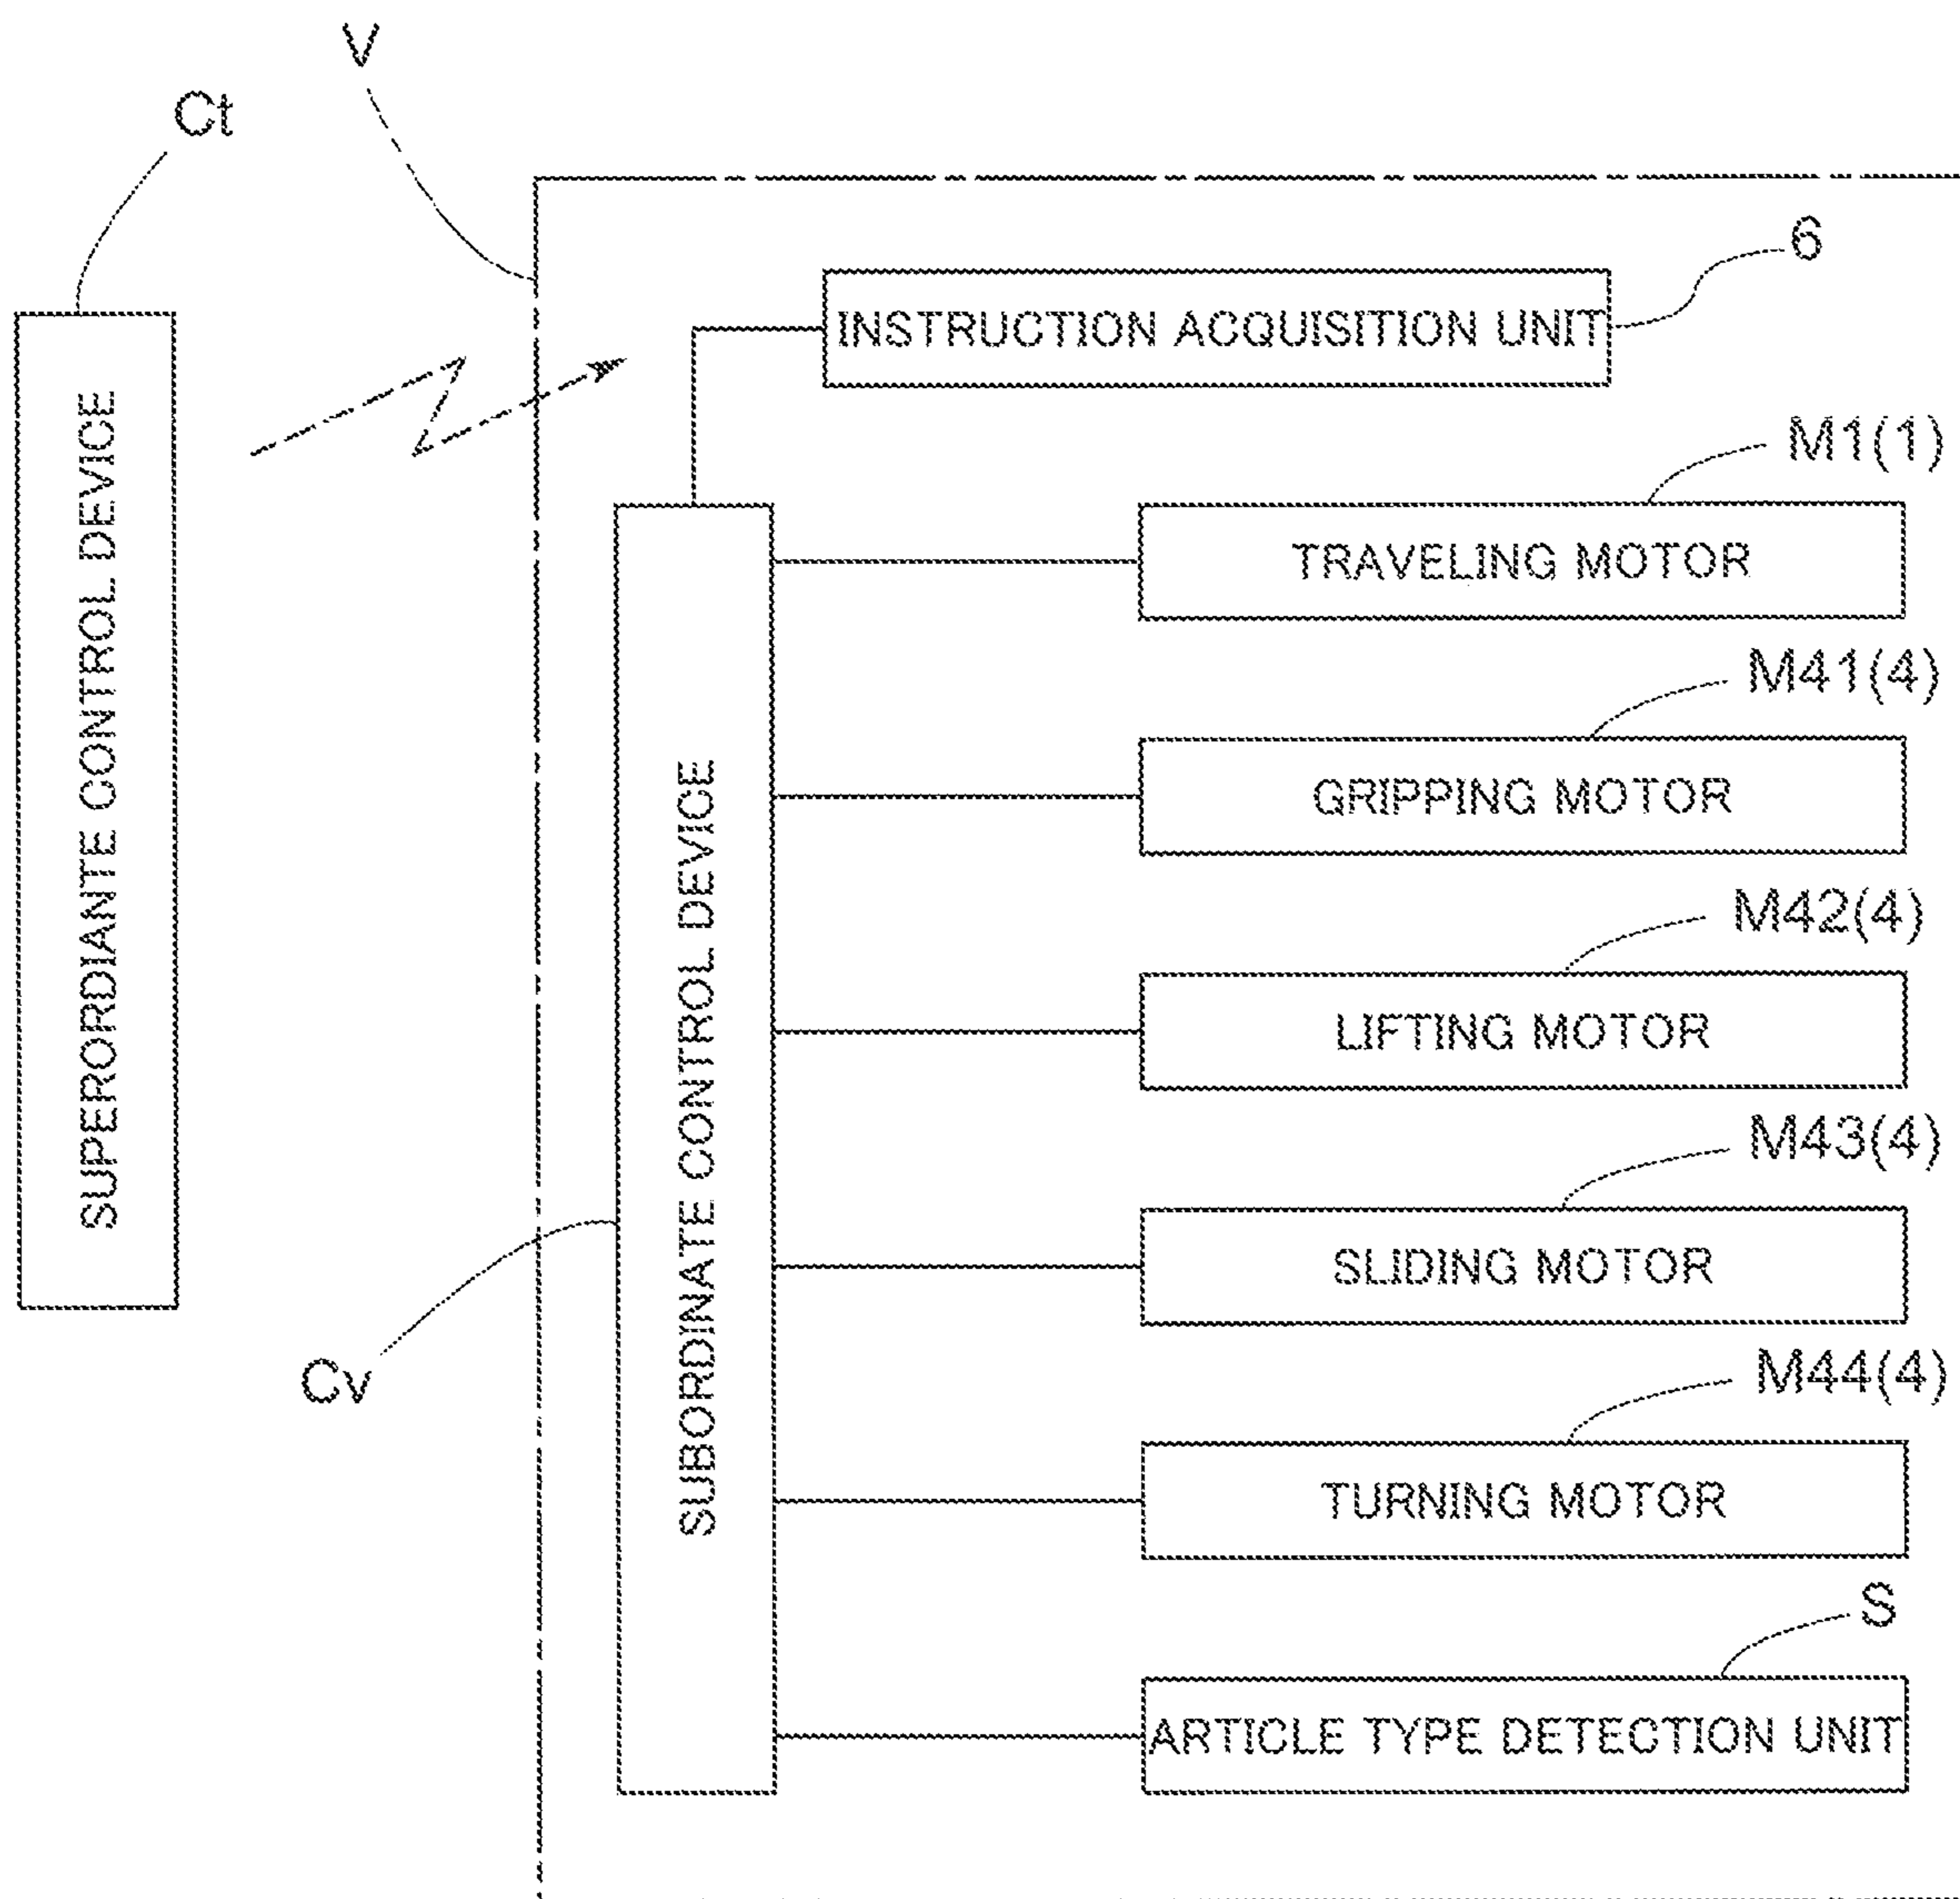 V
Ct
6
INSTRUCTION ACQUISITION UNIT
M1(1)
TRAVELING MOTOR
M41(4)
GRIPPING MOTOR
M42(4)
LIFTING MOTOR
M43(4)
SLIDING MOTOR
M44(4)
TURNING MOTOR
S
ARTICLE TYPE DETECTION UNIT
SUPERORDIANTE CONTROL DEVICE
SUBORDINATE CONTROL DEVICE
Cv